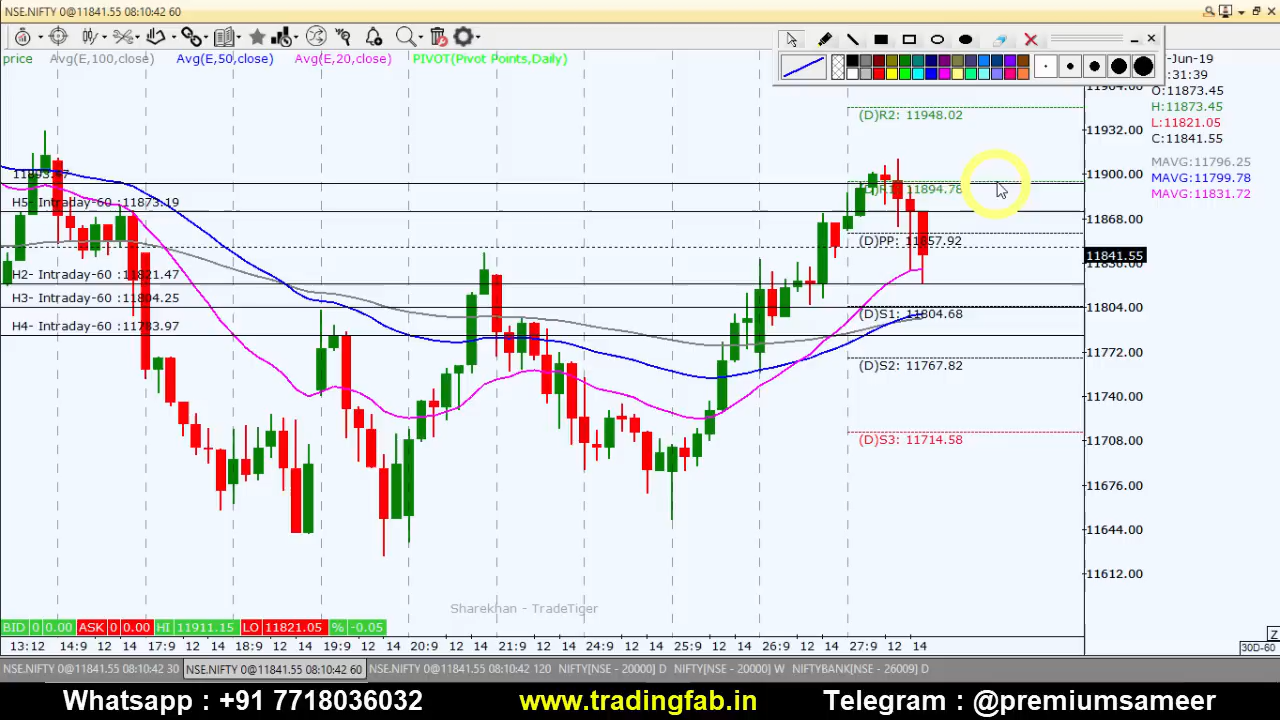 NSE.NIFTY 0@11841.55 08:10:42 60
price Avg(E,100,close) Avg(E,50,close) Avg(E,20,close) PIVOT(Pivot Points,Daily)
-Jun-19
:31:39
O:11873.45
H:11873.45
L:11821.05
C:11841.55
MAVG:11796.25
MAVG:11799.78
MAVG:11831.72
(D)R2: 11948.02
11932.00
11900.00
(D)R1: 11894.78
H5- Intraday-60 :11873.19
11868.00
(D)PP: 11857.92
11841.55
H2- Intraday-60 :11821.47
H3- Intraday-60 :11804.25
11804.00
(D)S1: 11804.68
H4- Intraday-60 :11783.97
11772.00
(D)S2: 11767.82
11740.00
(D)S3: 11714.58
11708.00
11676.00
11644.00
11612.00
Sharekhan - TradeTiger
BID 0 0.00 ASK 0 0.00 HI 11911.15 LO 11821.05 % -0.05
Z
13:12 14:9 12 14 17:9 12 14 18:9 12 14 19:9 12 14 20:9 12 14 24:9 12 14 25:9 12 14 26:9 12 14 27:9 12 14
30D-60
NSE.NIFTY 0@11841.55 08:10:42 30 NSE.NIFTY 0@11841.55 08:10:42 60 NSE.NIFTY 0@11841.55 08:10:42 120 NIFTY[NSE - 20000] D NIFTY[NSE - 20000] W NIFTYBANK[NSE - 26009] D
Whatsapp : +91 7718036032 www.tradingfab.in Telegram : @premiumsameer